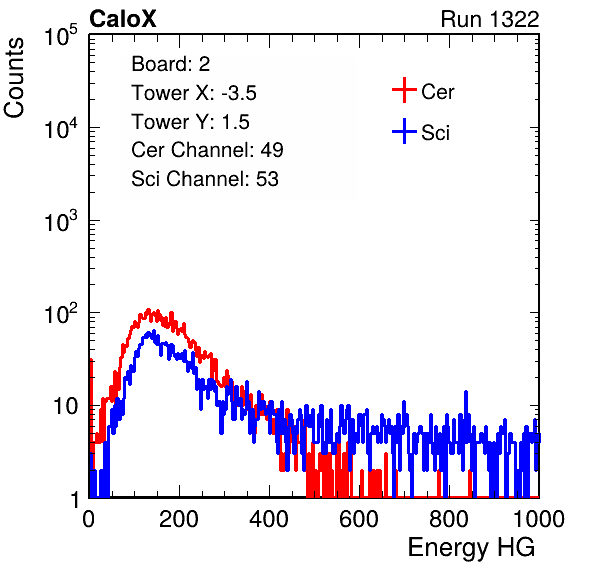 CaloX Run 1322
Board: 2
Tower X: -3.5
Tower Y: 1.5
Cer Channel: 49
Sci Channel: 53
Cer
Sci
Counts
10^5
10^4
10^3
10^2
10
1
0 200 400 600 800 1000
Energy HG